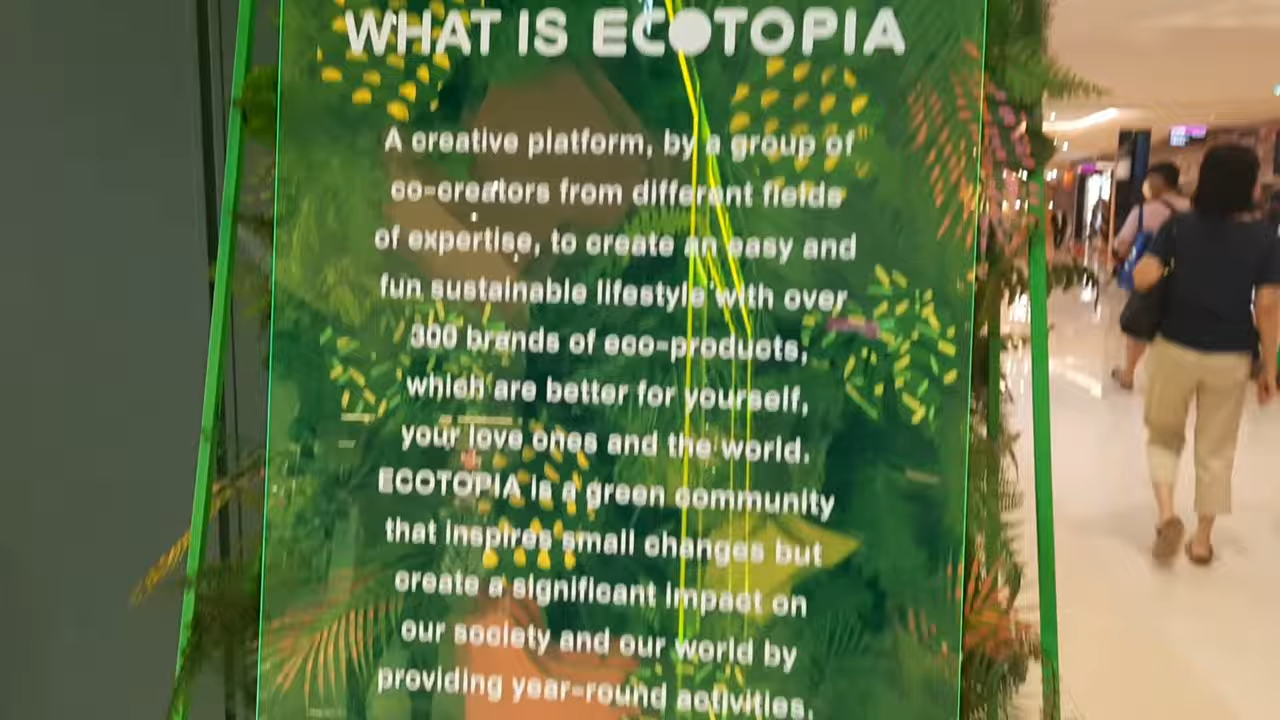 WHAT IS ECOTOPIA
A creative platform, by a group of
co-creators from different fields
of expertise, to create an easy and
fun sustainable lifestyle with over
300 brands of eco-products,
which are better for yourself,
your love ones and the world.
ECOTOPIA is a green community
that inspires small changes but
create a significant impact on
our society and our world by
providing year-round activities.